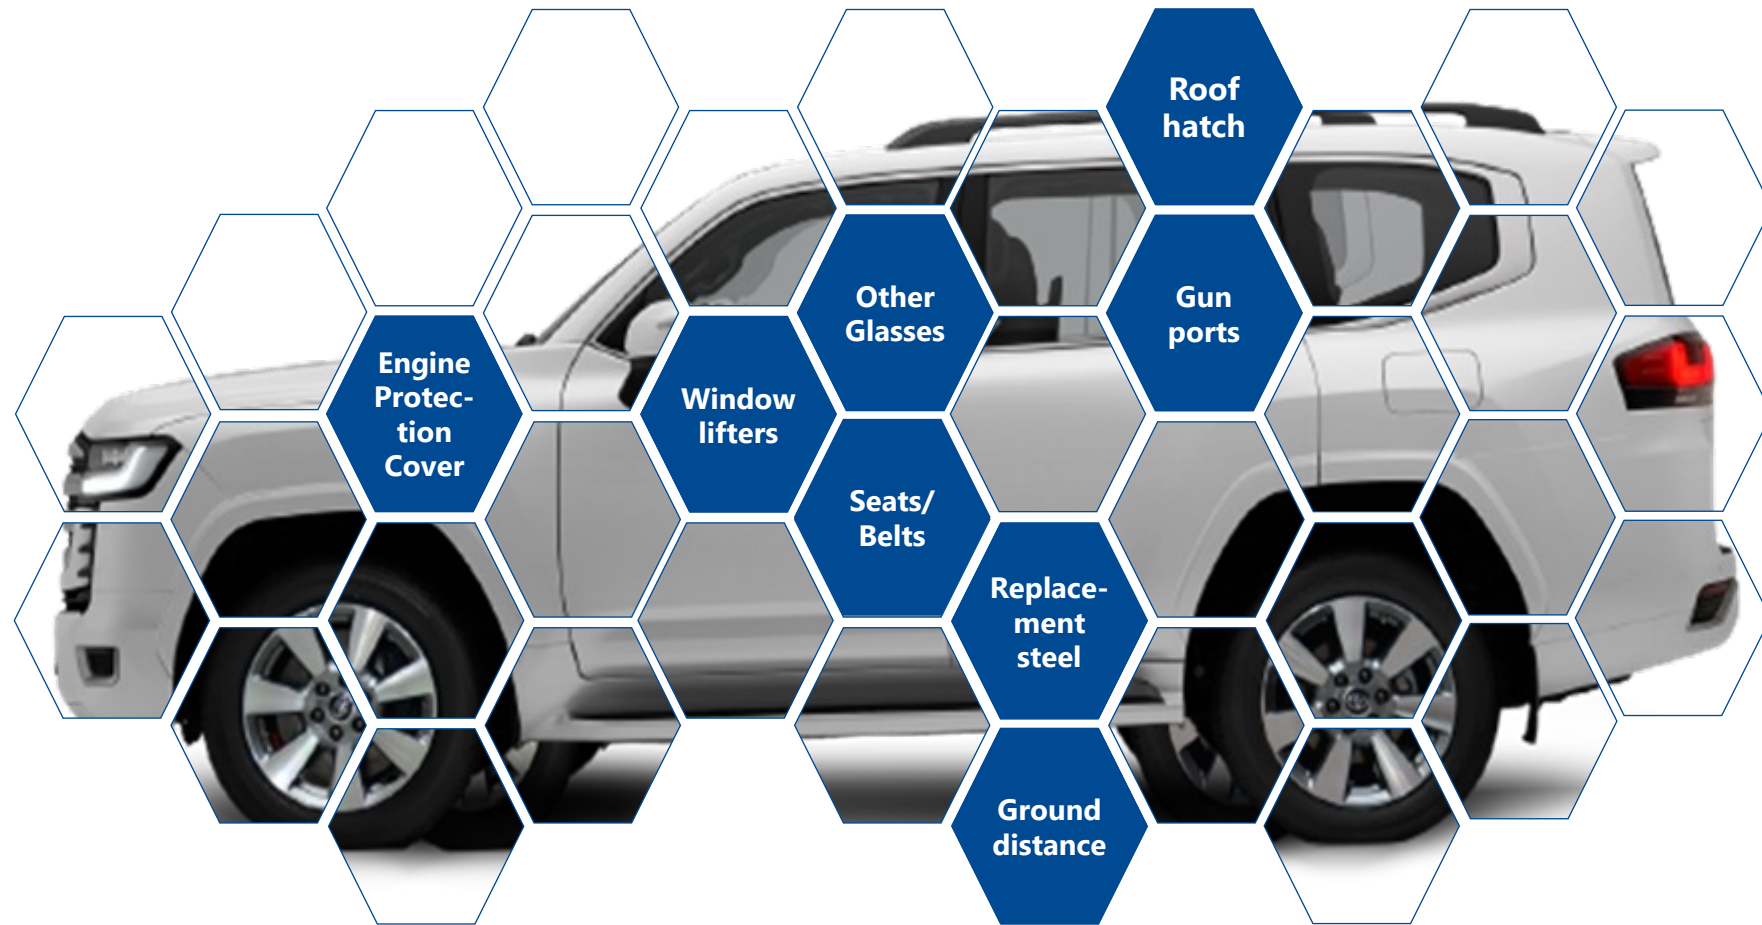 Roof
hatch
Other
Glasses
Gun
ports
Engine
Protec-
tion
Cover
Window
lifters
Seats/
Belts
Replace-
ment
steel
Ground
distance